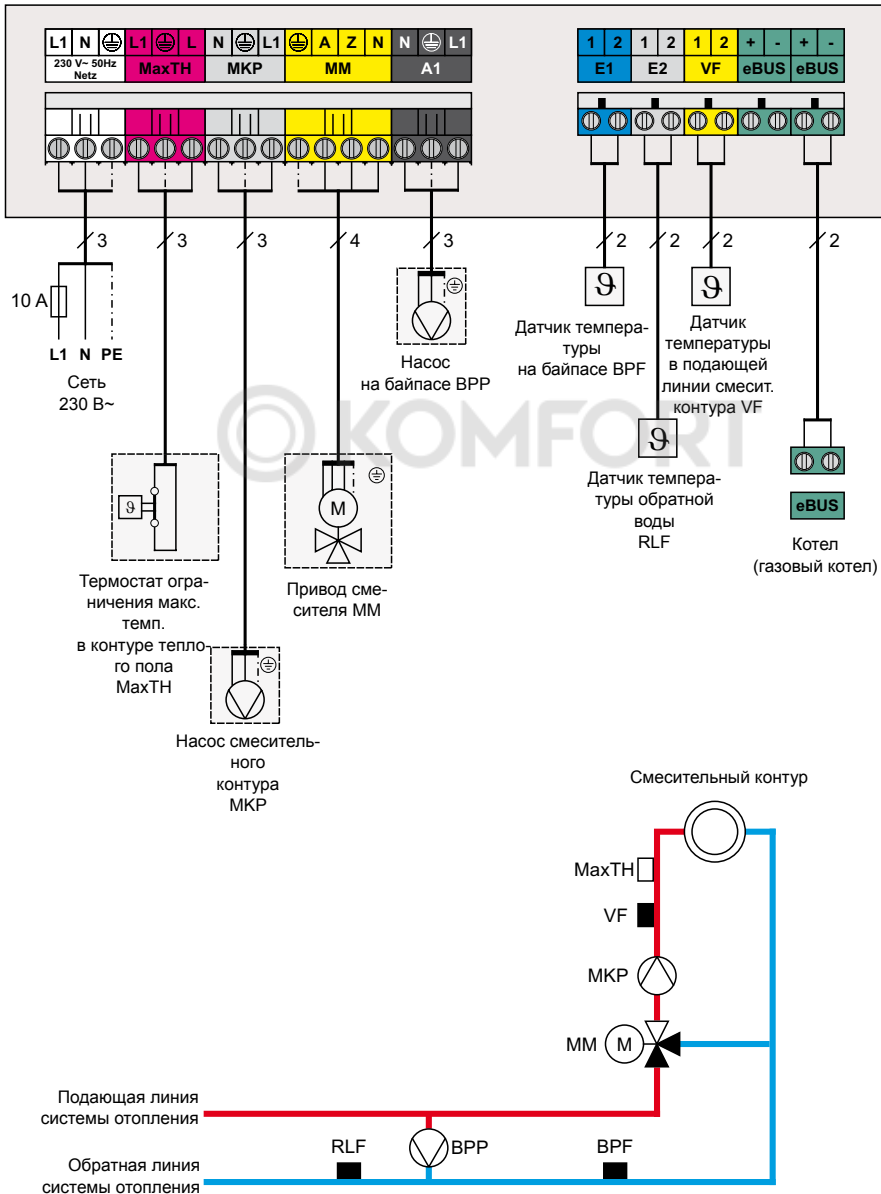 L1 N L1 L N L1 A Z N N L1
1 2 1 2 1 2 + - + -
230 V~ 50Hz
Netz
MaxTH
MKP
MM
A1
E1
E2
VF
eBUS
eBUS
3
3
3
4
3
2
2
2
2
10 A
L1 N PE
Сеть
230 В~
Насос
на байпасе BPP
Датчик темпера-
туры
на байпасе BPF
Датчик
температуры
в подающей
линии смесит.
контура VF
KOMFORT
Датчик темпера-
туры обратной
воды
RLF
eBUS
Котел
(газовый котел)
M
Термостат огра-
ничения макс.
темп.
в контуре тепло-
го пола
MaxTH
Привод сме-
сителя MM
Насос смеситель-
ного
контура
MKP
Смесительный контур
MaxTH
VF
MKP
MM
M
Подающая линия
системы отопления
RLF
BPP
BPF
Обратная линия
системы отопления